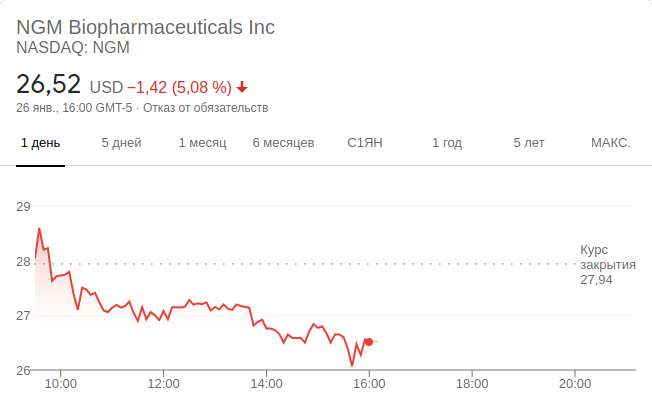 NGM Biopharmaceuticals Inc
NASDAQ: NGM
26,52 USD −1,42 (5,08 %)
26 янв., 16:00 GMT-5 · Отказ от обязательств
1 день 5 дней 1 месяц 6 месяцев С1ЯН 1 год 5 лет МАКС.
29
Курс
28 закрытия
27,94
27
26
10:00 12:00 14:00 16:00 18:00 20:00